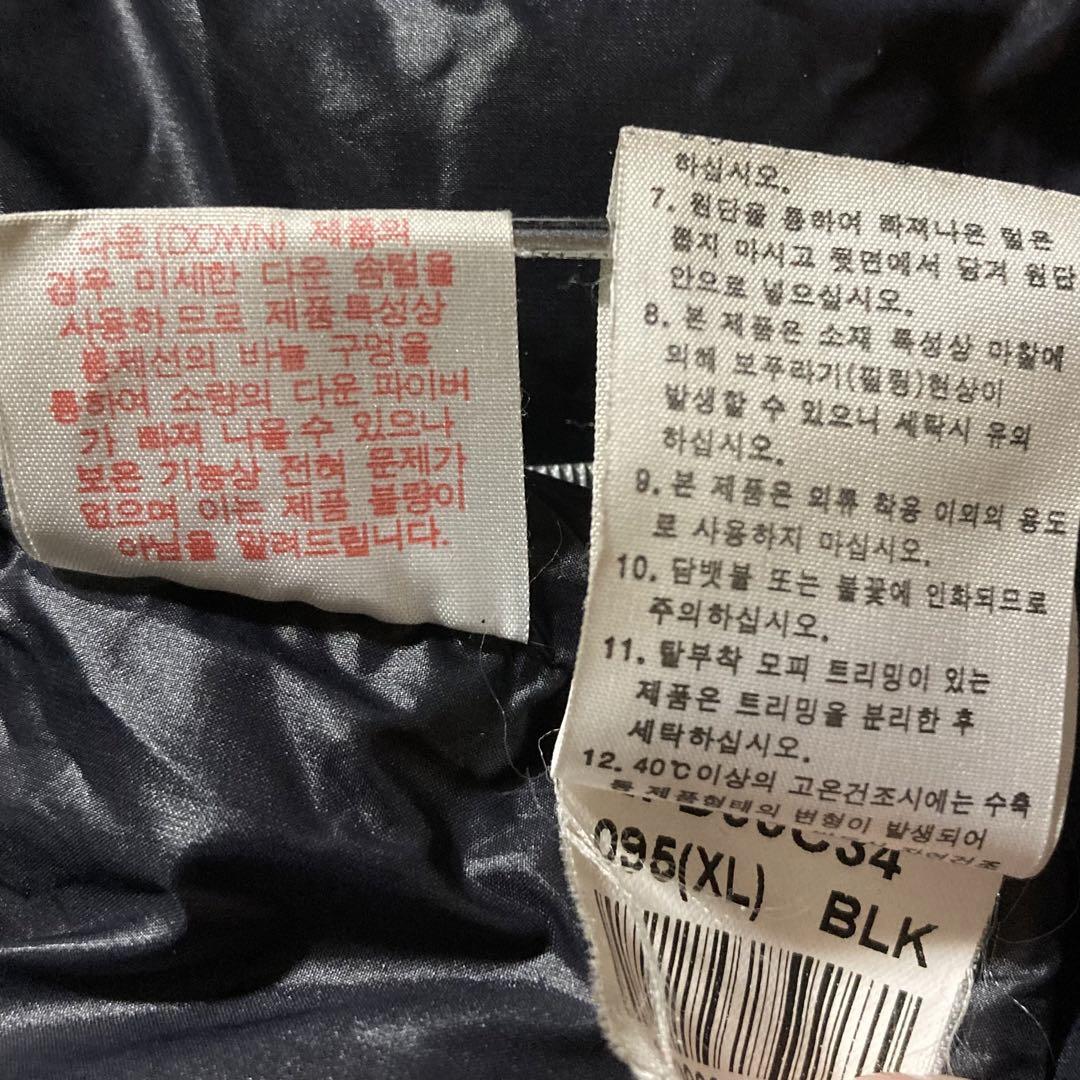 다운(DOWN) 제품의
경우 미세한 다운 솜털을
사용하므로 제품특성상
봉제선의 바늘 구멍을
통하여 소량의 다운파이버
가 빠져 나올수 있으나
보온 기능상 전혀 문제가
없으며 이는 제품 불량이
아님을 알려드립니다.
하십시오.
7. 원단을 통하여 빠져나온 털은
뽑지 마시고 뒷면에서 당겨 원단
안으로 넣으십시오.
8. 본 제품은 소재 특성상 마찰에
의해 보푸라기(필링)현상이
발생할 수 있으니 세탁시 유의
하십시오.
9. 본 제품은 의류 착용 이외의 용도
로 사용하지 마십시오.
10. 담뱃불 또는 불꽃에 인화되므로
주의하십시오.
11. 탈부착 모피 트리밍이 있는
제품은 트리밍을 분리한 후
세탁하십시오.
12. 40℃이상의 고온건조시에는 수축
등 제품형태의 변형이 발생되어
095(XL) BLK